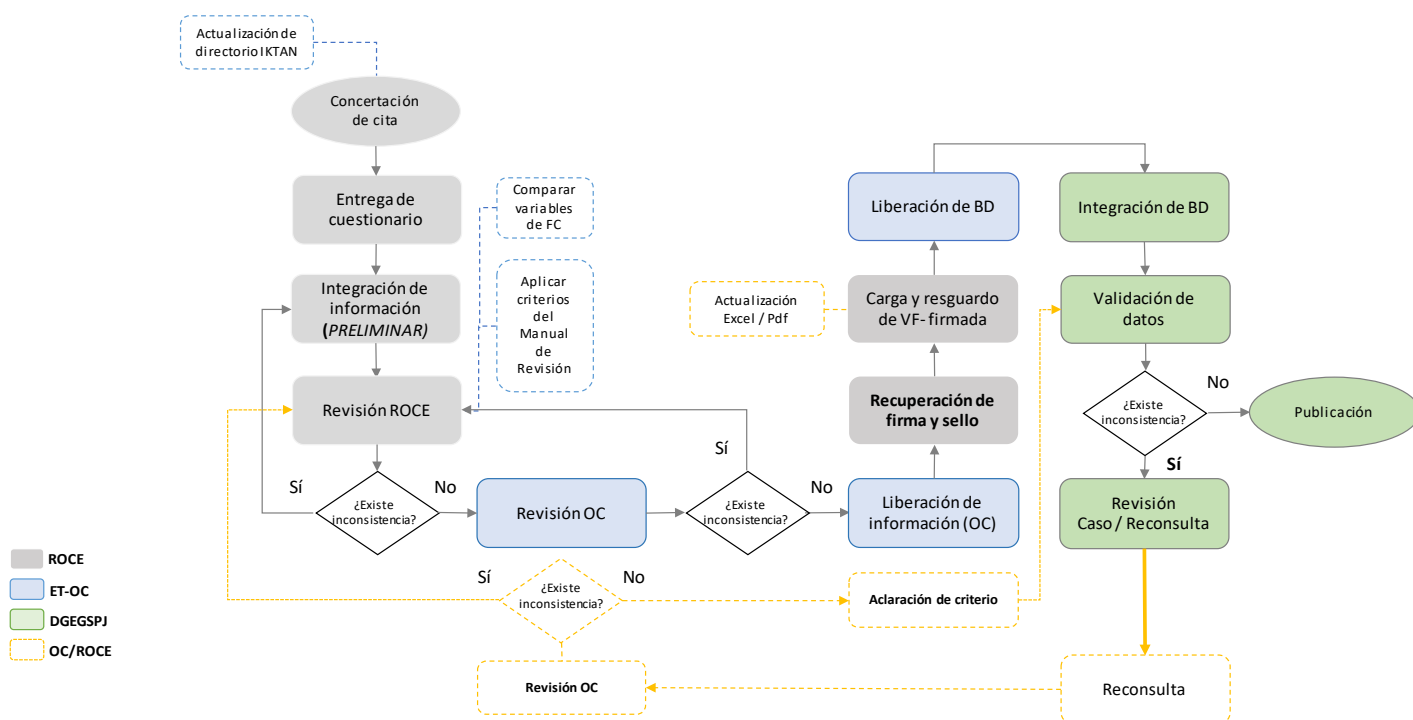 Actualización de
directorio IKTAN
Concertación
de cita
Entrega de
cuestionario
Comparar
variables
de FC
Integración de
información
(PRELIMINAR)
Aplicar
criterios
del
Manual
de
Revisión
Revisión ROCE
Sí
¿Existe
inconsistencia?
No
Revisión OC
Sí
¿Existe
inconsistencia?
No
Liberación de
información (OC)
Recuperación de
firma y sello
Actualización
Excel / Pdf
Carga y resguardo
de VF- firmada
Liberación de BD
Integración de BD
Validación de
datos
¿Existe
inconsistencia?
No
Publicación
Sí
Revisión
Caso / Reconsulta
Reconsulta
Revisión OC
Sí
¿Existe
inconsistencia?
No
Aclaración de criterio
ROCE
ET-OC
DGEGSPJ
OC/ROCE